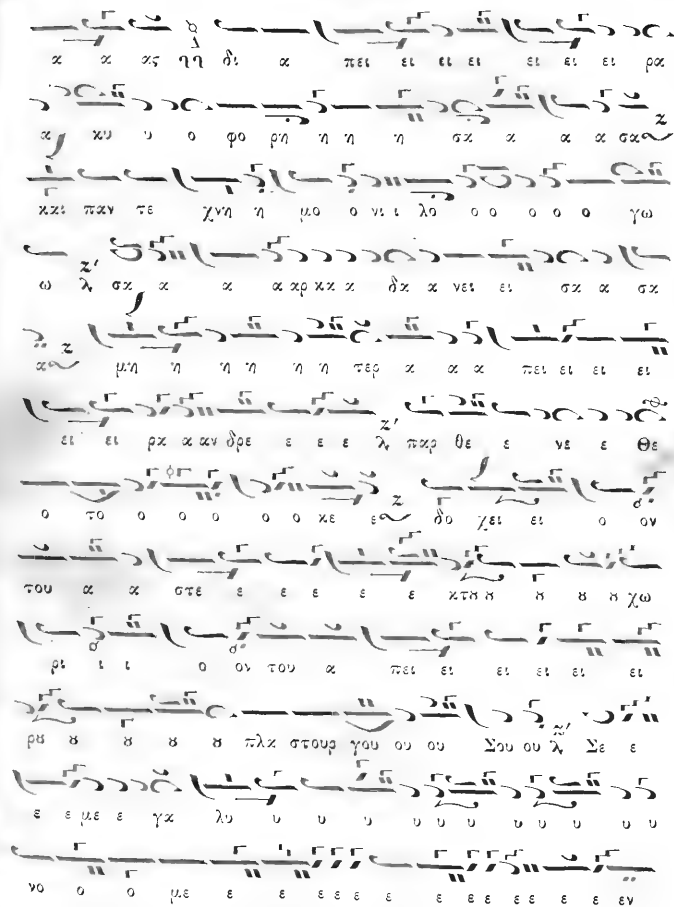 α α ας ηη δι α πει ει ει ει ει ει ει ρα
α κυ υ ο φο ρη η η η σα α α α σα
και παν τε χνη η μο ο νι ι λο ο ο ο ο ο γω
ω λ σα α α α αρ κα α δα α νει ει σα α σα
α μη η η η η η τερ α α α πει ει ει ει
ει ει ρα α αν δρε ε ε ε λ παρ θε ε νε ε Θε
ο το ο ο ο ο ο κε ε δο χει ει ο ον
του α α στε ε ε ε ε ε ε κτȣ ȣ ȣ ȣ ȣ χω
ρι ι ι ο ον του α πει ει ει ει ει ει
ρȣ ȣ ȣ ȣ ȣ πλα στουρ γου ου ου Σου ου λ Σε ε
ε ε με ε γα λυ υ υ υ υ υ υ υ υ υ υ υ
νο ο ο με ε ε ε ε ε ε ε ε ε ε ε ε ε εν